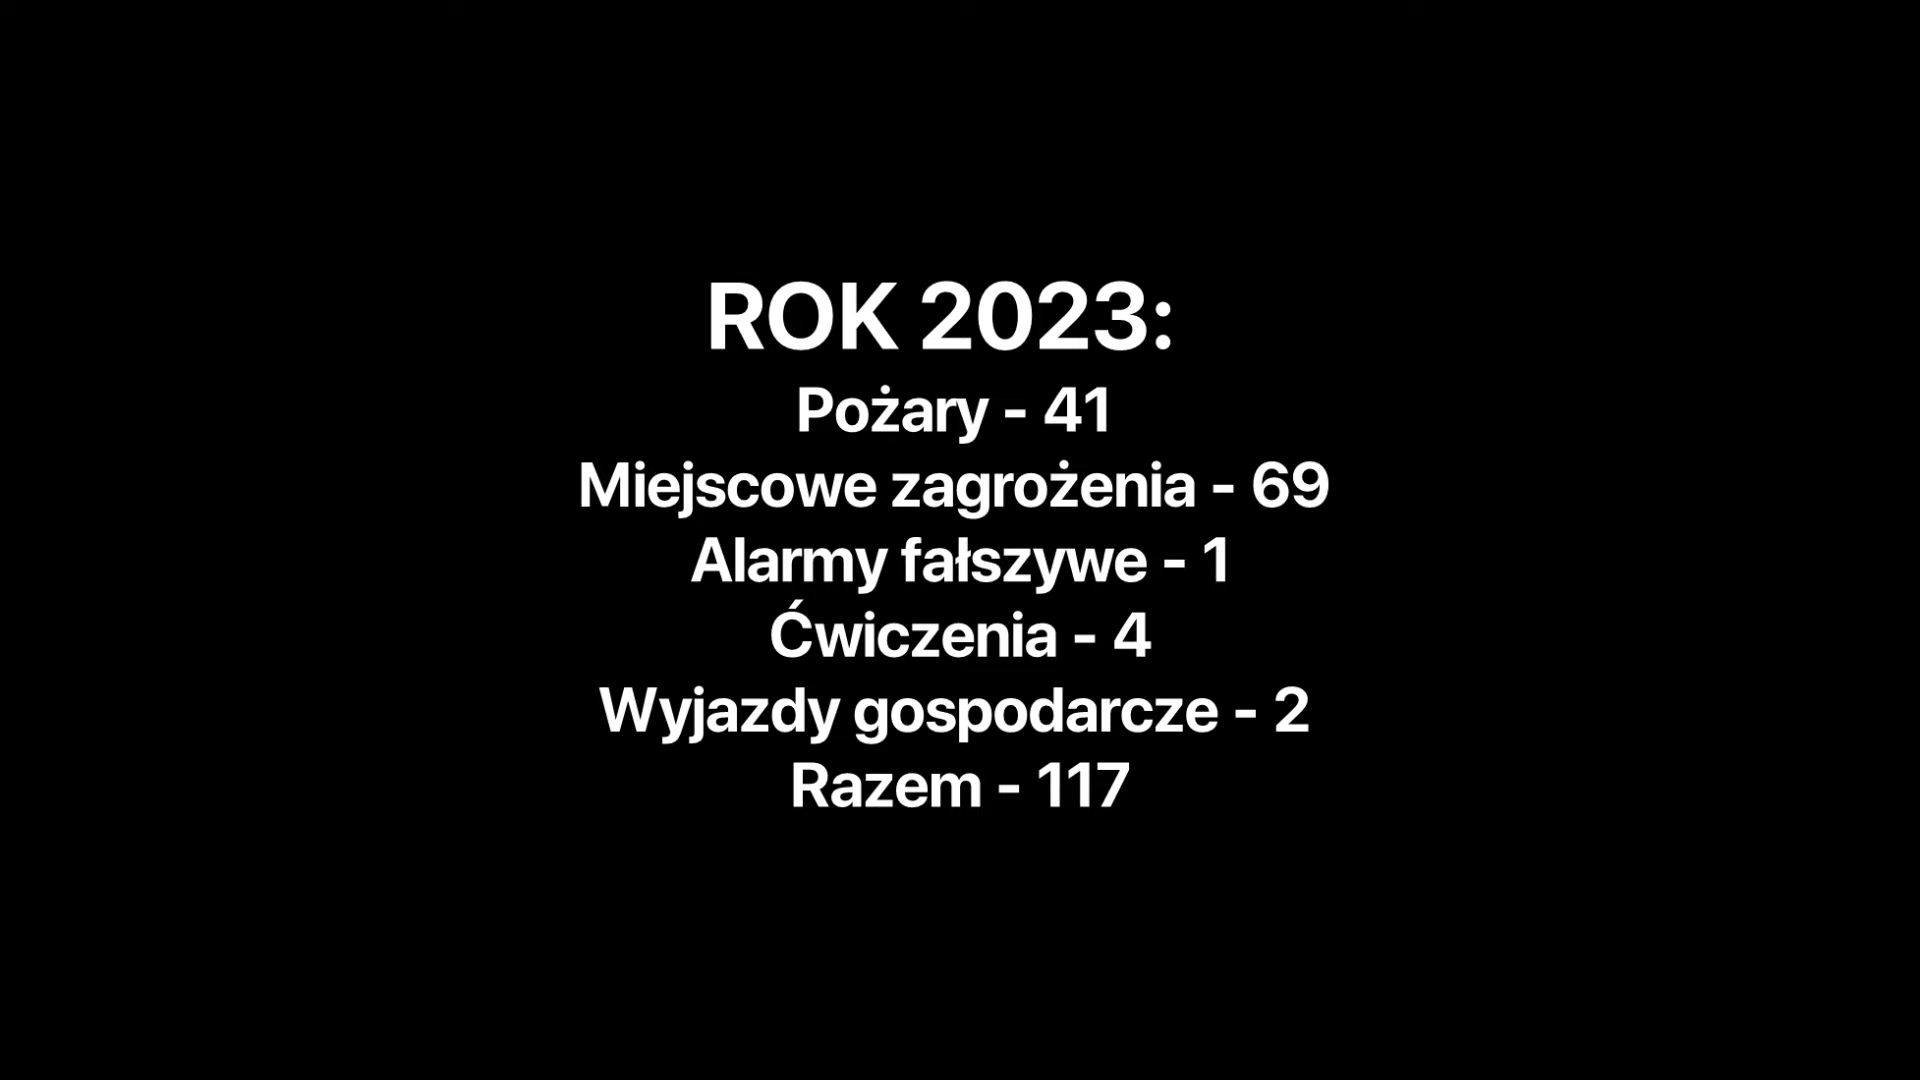 ROK 2023:
Pożary - 41
Miejscowe zagrożenia - 69
Alarmy fałszywe - 1
Ćwiczenia - 4
Wyjazdy gospodarcze - 2
Razem - 117